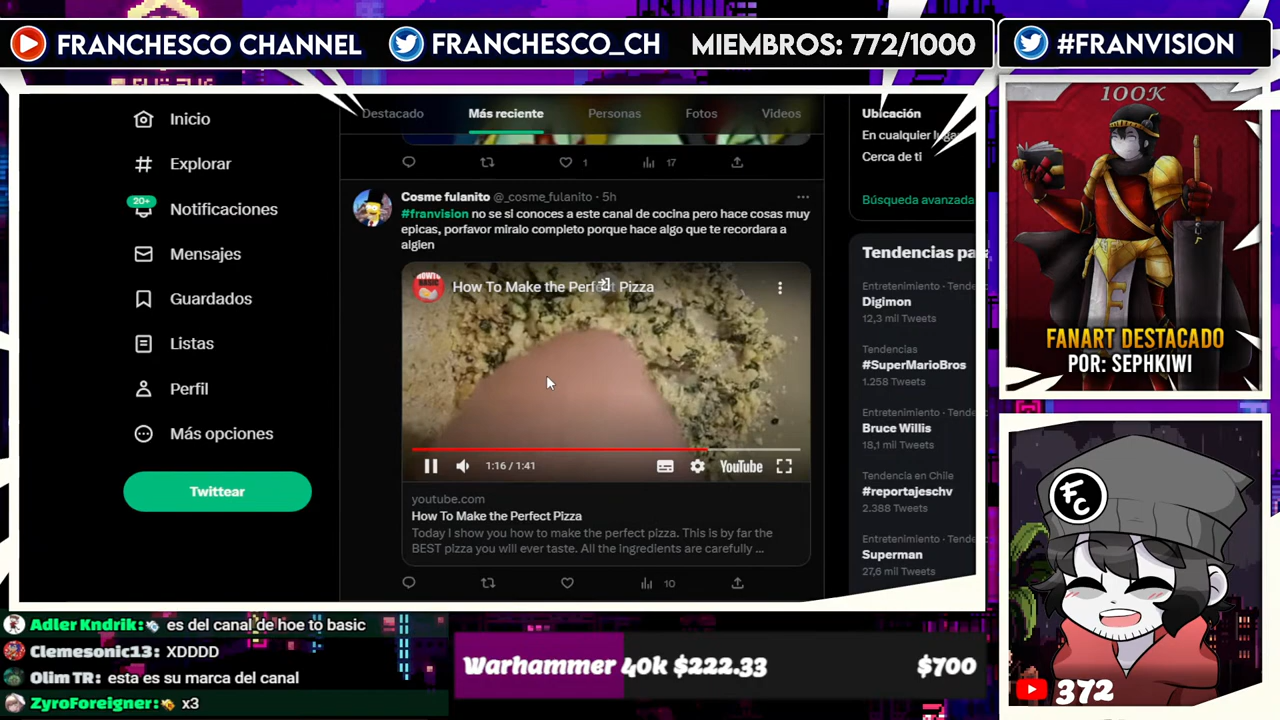 FRANCHESCO CHANNEL
FRANCHESCO_CH
MIEMBROS: 772/1000
#FRANVISION
Inicio
Explorar
20+
Notificaciones
Mensajes
Guardados
Listas
Perfil
Más opciones
Twittear
Destacado
Más reciente
Personas
Fotos
Videos
1
17
Cosme fulanito @_cosme_fulanito · 5h
#franvision no se si conoces a este canal de cocina pero hace cosas muy
epicas, porfavor miralo completo porque hace algo que te recordara a
algien
HOWTO
BASIC
How To Make the Perfect Pizza
1:16 / 1:41
YouTube
youtube.com
How To Make the Perfect Pizza
Today I show you how to make the perfect pizza. This is by far the
BEST pizza you will ever taste. All the ingredients are carefully ...
10
Ubicación
En cualquier
Cerca de ti
Búsqueda avanzada
Tendencias
Entretenimiento · Tende
Digimon
12,3 mil Tweets
Tendencias
#SuperMarioBros
1.258 Tweets
Entretenimiento · Tende
Bruce Willis
18,1 mil Tweets
Tendencia en Chile
#reportajeschv
2.388 Tweets
Entretenimiento · Tende
Superman
27,6 mil Tweets
100K
FANART DESTACADO
POR: SEPHKIWI
FC
372
Adler Kndrik: es del canal de hoe to basic
Clemesonic13: XDDDD
Olim TR: esta es su marca del canal
ZyroForeigner: x3
Warhammer 40k $222.33
$700